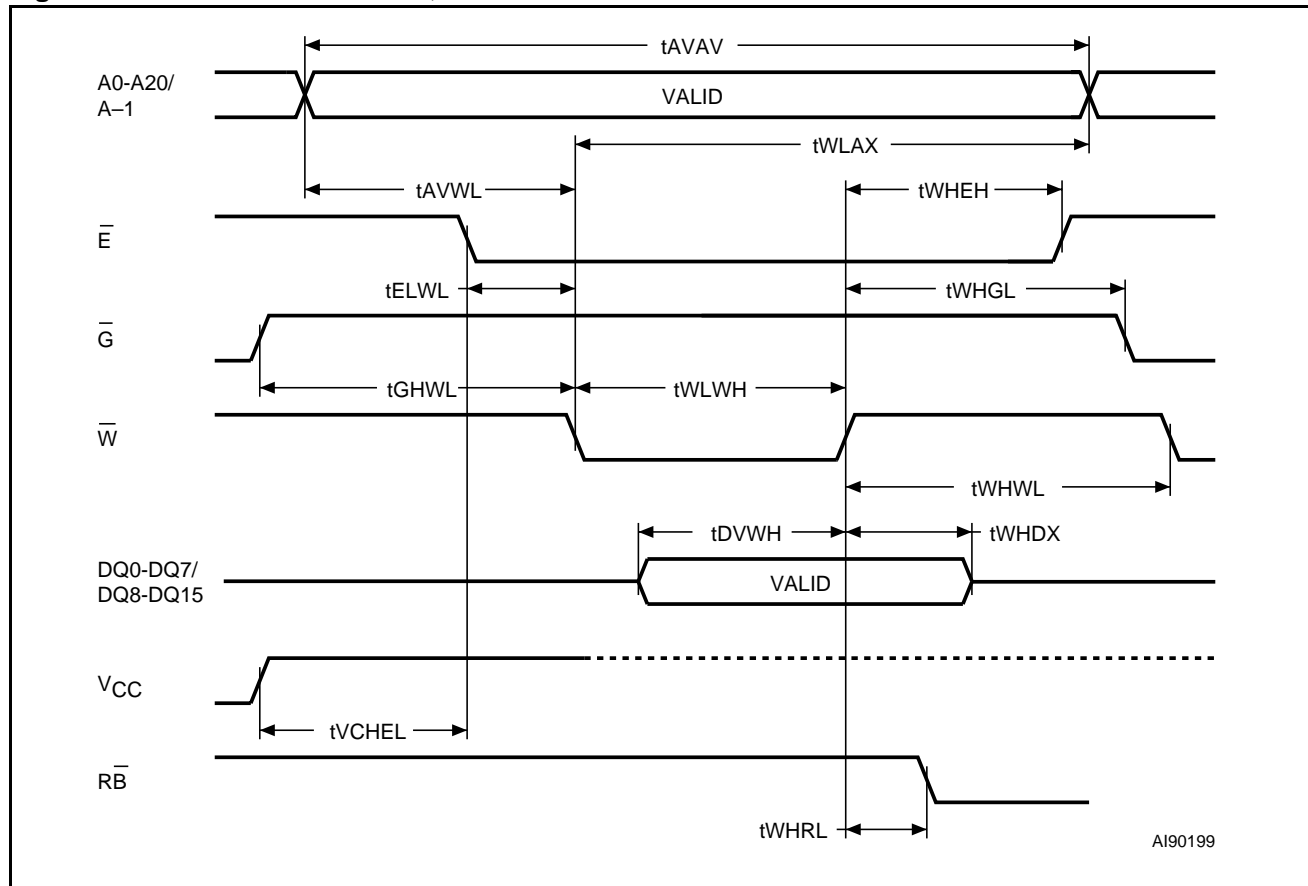 tAVAV
A0-A20/
A–1
VALID
tWLAX
tAVWL
tWHEH
E̅
tELWL
tWHGL
G̅
tGHWL
tWLWH
W̅
tWHWL
tDVWH
tWHDX
DQ0-DQ7/
DQ8-DQ15
VALID
VCC
tVCHEL
RB̅
tWHRL
AI90199